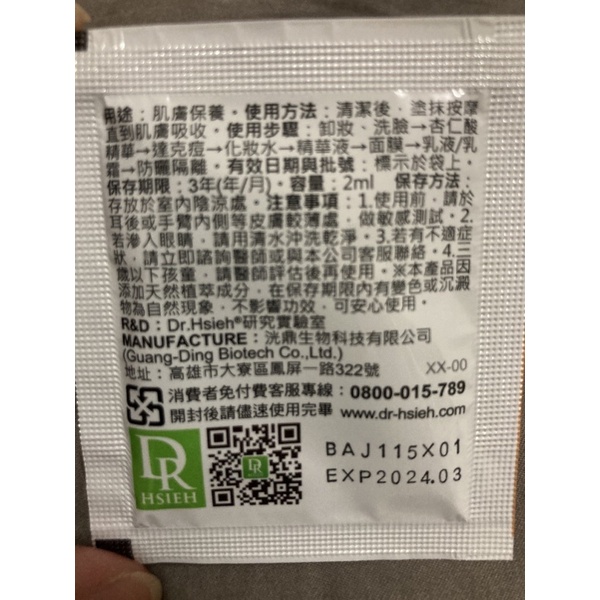 用途：肌膚保養。使用方法：清潔後、塗抹按摩
直到肌膚吸收。使用步驟：卸妝、洗臉→杏仁酸
精華→達克痘→化妝水→精華液→面膜→乳液/乳
霜→防曬隔離。有效日期與批號：標示於袋上。
保存期限：3年(年/月)。容量：2ml 保存方法：
存放於室內陰涼處。注意事項：1.使用前，請於
耳後或手臂內側等皮膚較薄處，做敏感測試。2.
若滲入眼睛，請用清水沖洗乾淨。3.若有不適症
狀，請立即諮詢醫師或與本公司客服聯絡。4.三
歲以下孩童，請醫師評估後再使用。※本產品因
添加天然植萃成分，在保存期限內有變色或沉澱
物為自然現象，不影響功效，可安心使用。
R&D：Dr.Hsieh®研究實驗室
MANUFACTURE：洸鼎生物科技有限公司
(Guang-Ding Biotech Co.,Ltd.)
地址：高雄市大寮區鳳屏一路322號 XX-00
消費者免付費客服專線：0800-015-789
開封後請儘速使用完畢 www.dr-hsieh.com
DR
HSIEH
DR
BAJ115X01
EXP2024.03